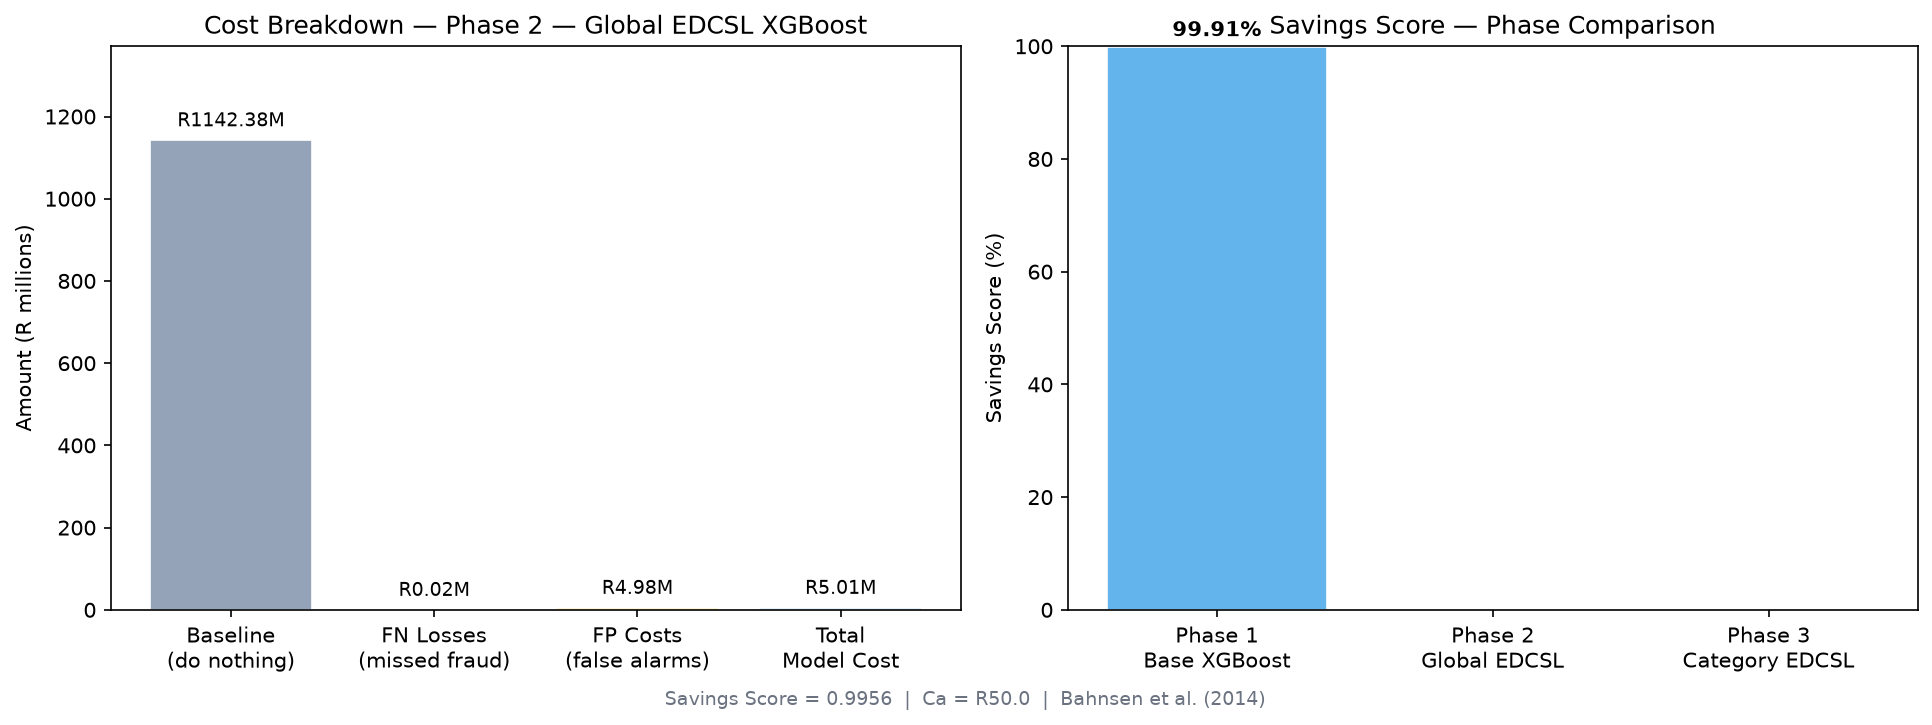 Cost Breakdown — Phase 2 — Global EDCSL XGBoost
Amount (R millions)
1200
1000
800
600
400
200
0
R1142.38M
R0.02M
R4.98M
R5.01M
Baseline
(do nothing)
FN Losses
(missed fraud)
FP Costs
(false alarms)
Total
Model Cost
Savings Score — Phase Comparison
99.91%
Savings Score (%)
100
80
60
40
20
0
Phase 1
Base XGBoost
Phase 2
Global EDCSL
Phase 3
Category EDCSL
Savings Score = 0.9956 | Ca = R50.0 | Bahnsen et al. (2014)